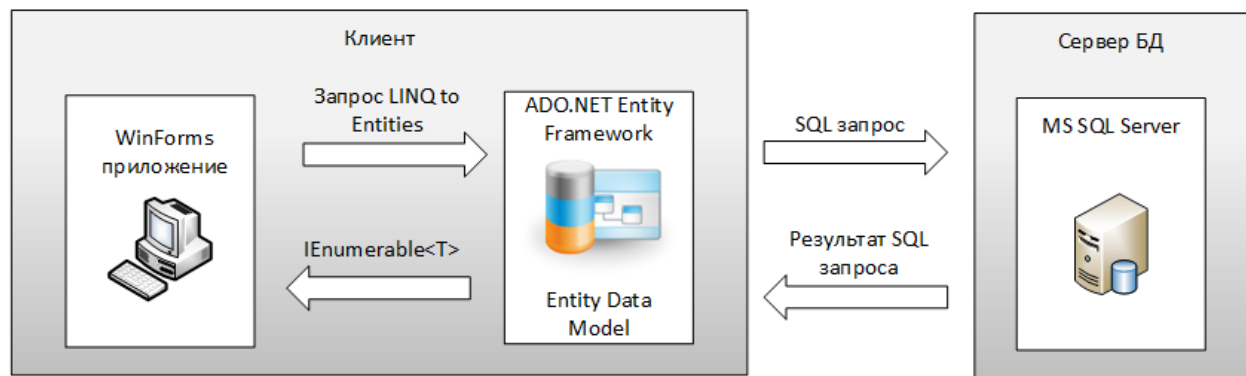 Клиент
WinForms
приложение
Запрос LINQ to
Entities
IEnumerable<T>
ADO.NET Entity
Framework
Entity Data
Model
SQL запрос
Результат SQL
запроса
Сервер БД
MS SQL Server